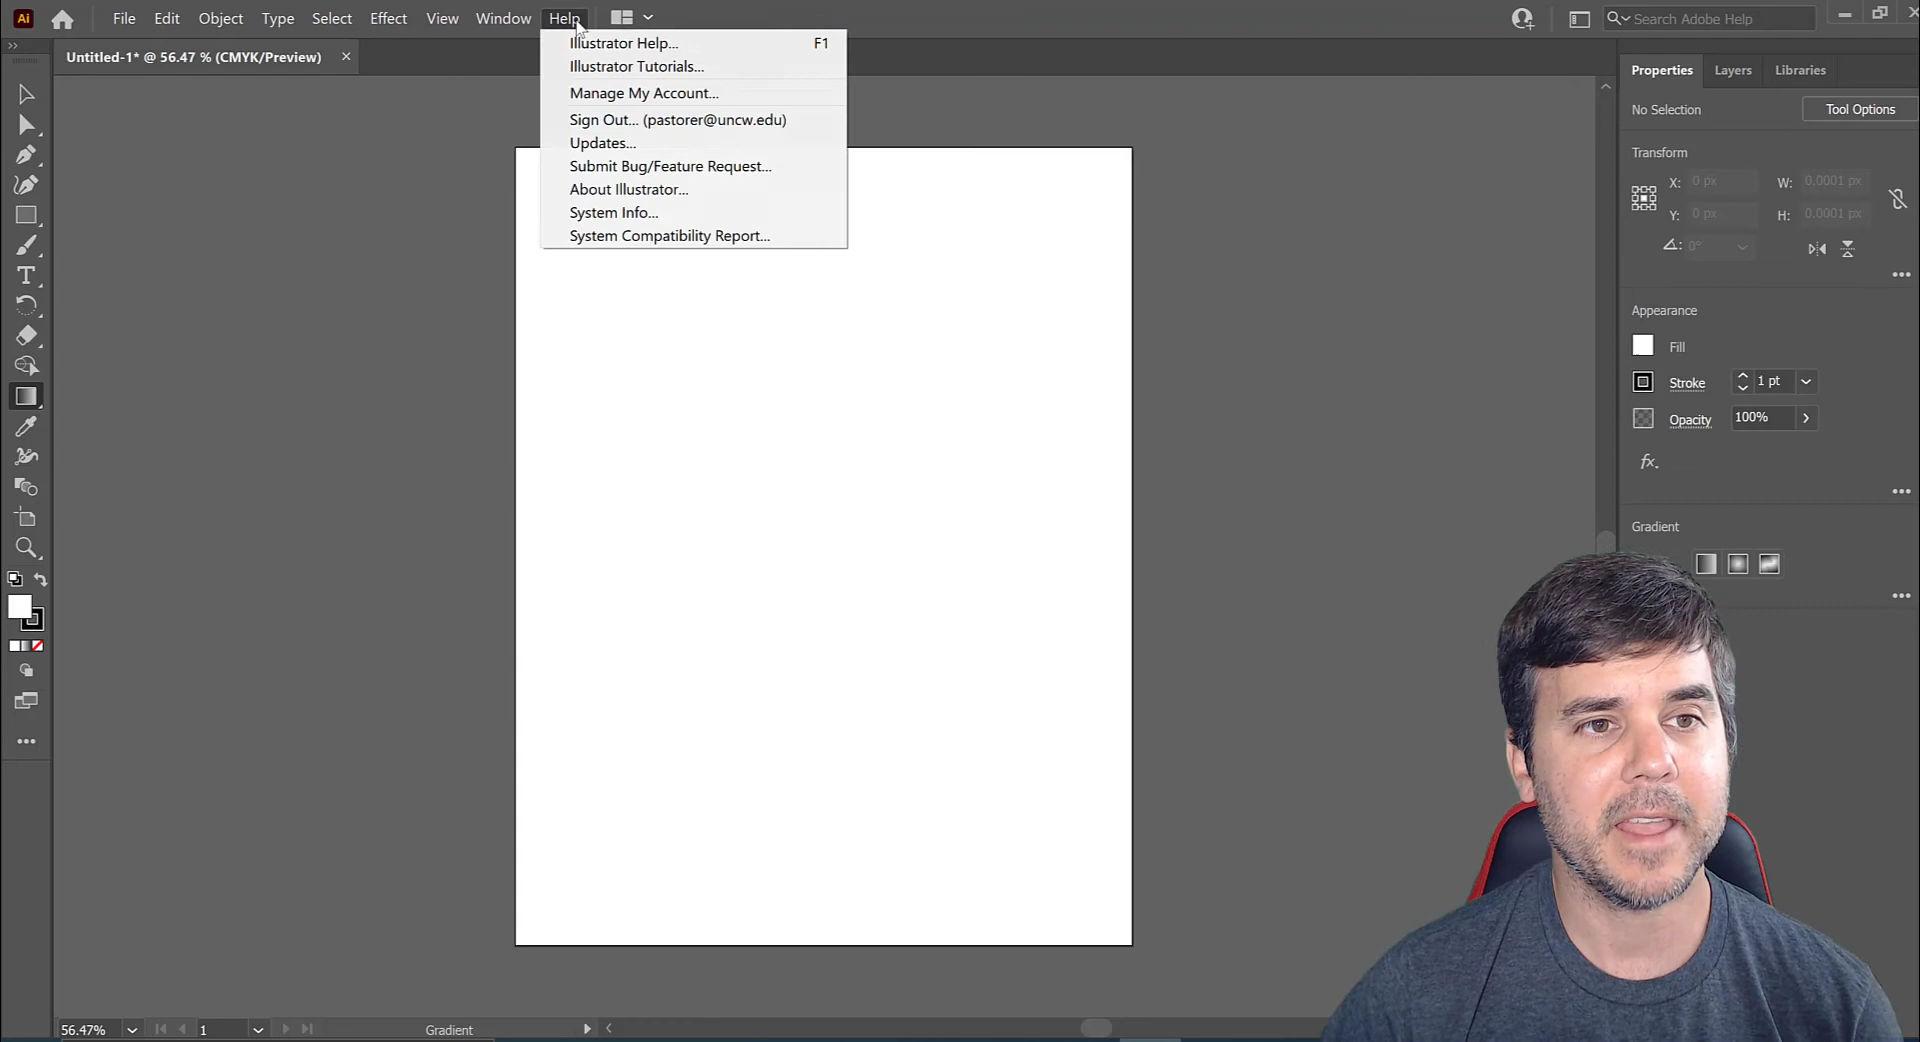 Ai File Edit Object Type Select Effect View Window Help Search Adobe Help
Untitled-1* @ 56.47 % (CMYK/Preview) ×
Illustrator Help... F1
Illustrator Tutorials...
Manage My Account...
Sign Out... (pastorer@uncw.edu)
Updates...
Submit Bug/Feature Request...
About Illustrator...
System Info...
System Compatibility Report...
Properties Layers Libraries
No Selection Tool Options
Transform
X: 0 px W: 0.0001 px
Y: 0 px H: 0.0001 px
0°
Appearance
Fill
Stroke 1 pt
Opacity 100%
fx.
Gradient
56.47% 1 Gradient